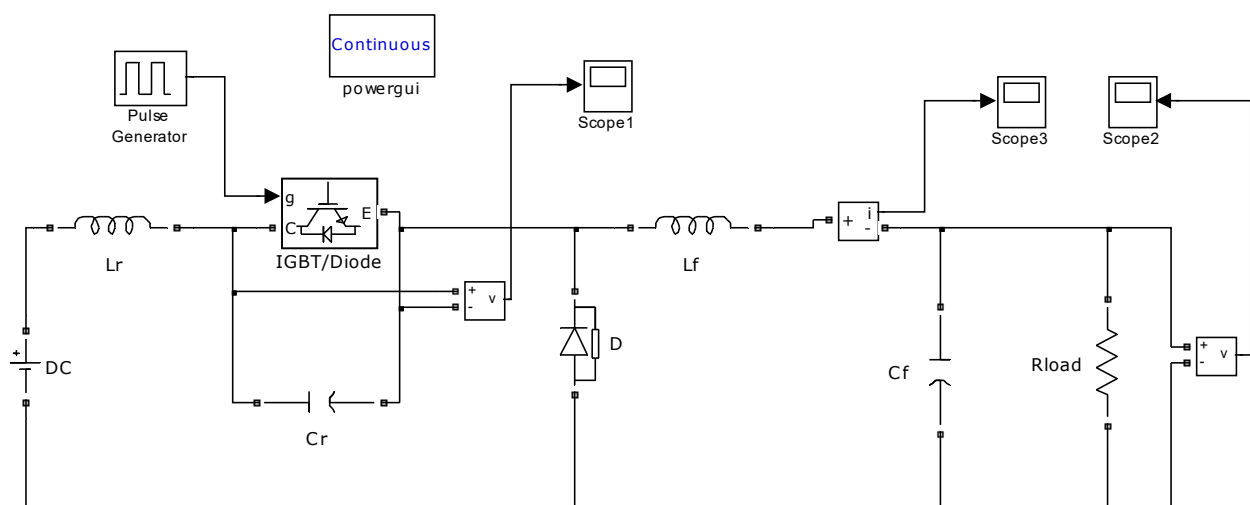 Continuous
powergui
Pulse
Generator
Scope1
Scope3
Scope2
g
C
E
IGBT/Diode
Lr
Lf
+
i
-
+
-
v
+
DC
D
Cr
Cf
Rload
+
-
v